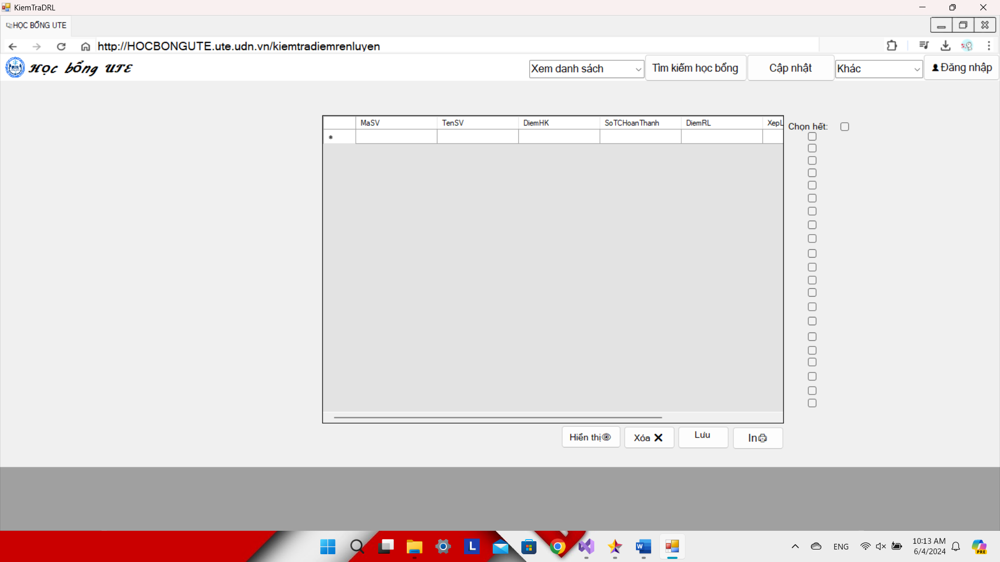 KiemTraDRL
HỌC BỔNG UTE
http://HOCBONGUTE.ute.udn.vn/kiemtradiemrenluyen
Học bổng UTE
Xem danh sách
Tìm kiếm học bổng
Cập nhật
Khác
Đăng nhập
MaSV TenSV DiemHK SoTCHoanThanh DiemRL XepL
Chọn hết:
Hiển thị
Xóa
Lưu
In
L
W
PRE
ENG
10:13 AM
6/4/2024